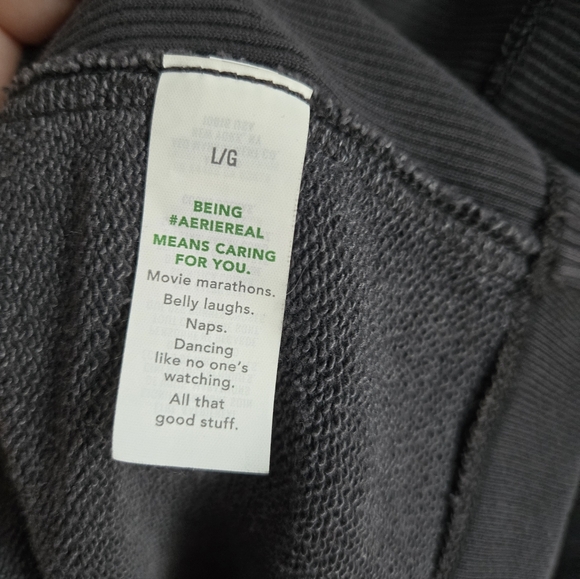 L/G
BEING
#AERIEREAL
MEANS CARING
FOR YOU.
Movie marathons.
Belly laughs.
Naps.
Dancing
like no one's
watching.
All that
good stuff.